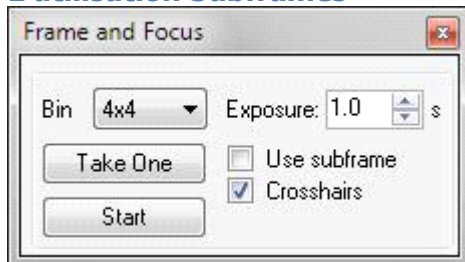 Frame and Focus
Bin 4x4 Exposure: 1.0 s
Take One Use subframe
Crosshairs
Start